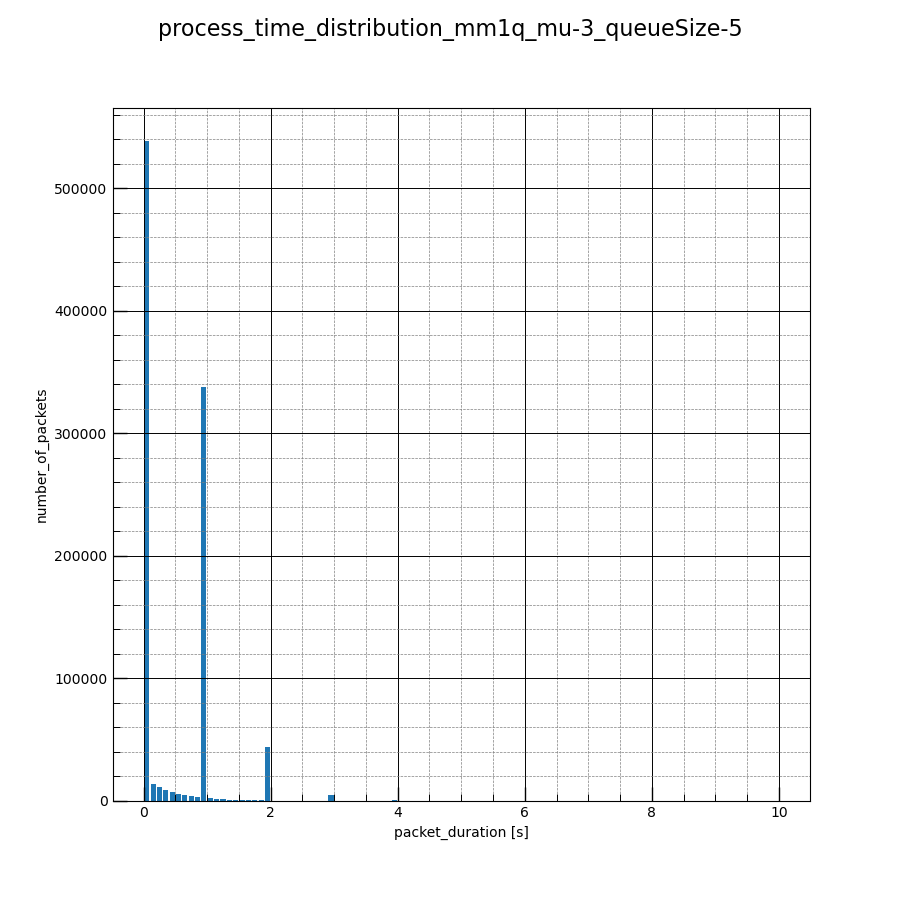 process_time_distribution_mm1q_mu-3_queueSize-5
number_of_packets
500000
400000
300000
200000
100000
0
0 2 4 6 8 10
packet_duration [s]